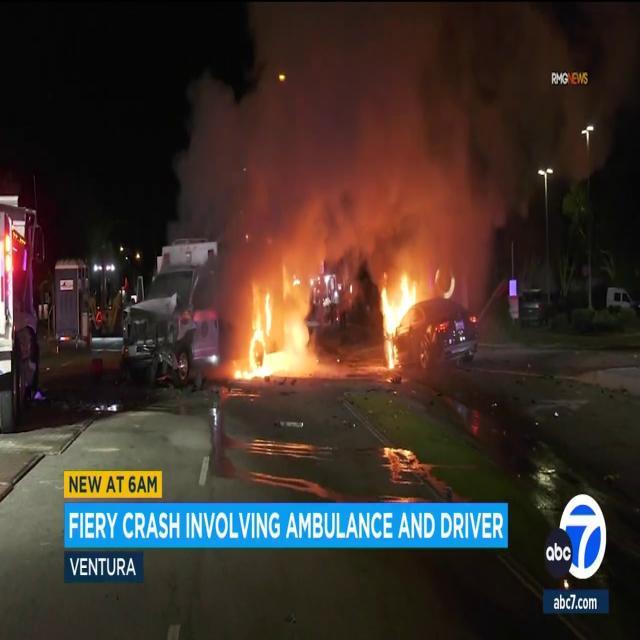 RMGNEWS
NEW AT 6AM
FIERY CRASH INVOLVING AMBULANCE AND DRIVER
VENTURA
abc 7
abc7.com